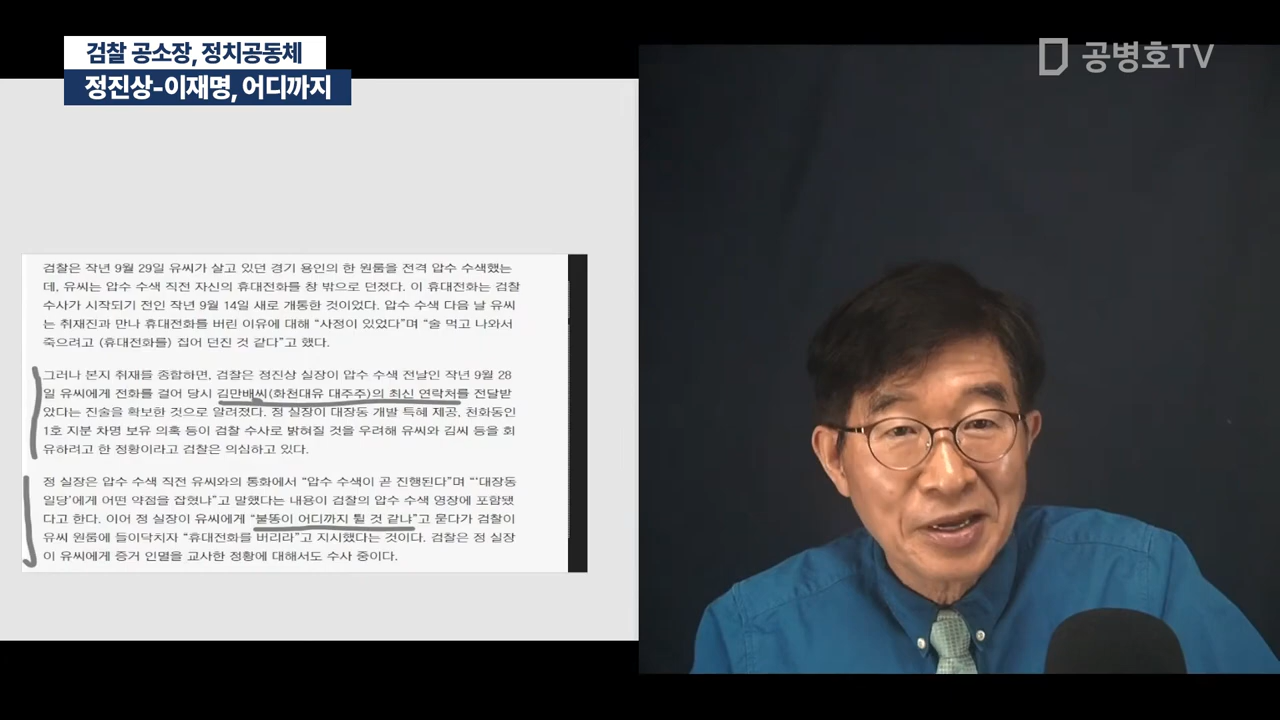 검찰 공소장, 정치공동체
정진상-이재명, 어디까지
공병호TV
검찰은 작년 9월 29일 유씨가 살고 있던 경기 용인의 한 원룸을 전격 압수 수색했는
데, 유씨는 압수 수색 직전 자신의 휴대전화를 창 밖으로 던졌다. 이 휴대전화는 검찰
수사가 시작되기 전인 작년 9월 14일 새로 개통한 것이었다. 압수 수색 다음 날 유씨
는 취재진과 만나 휴대전화를 버린 이유에 대해 “사정이 있었다”며 “술 먹고 나와서
죽으려고 (휴대전화를) 집어 던진 것 같다”고 했다.
그러나 본지 취재를 종합하면, 검찰은 정진상 실장이 압수 수색 전날인 작년 9월 28
일 유씨에게 전화를 걸어 당시 김만배씨(화천대유 대주주)의 최신 연락처를 전달받
았다는 진술을 확보한 것으로 알려졌다. 정 실장이 대장동 개발 특혜 제공, 천화동인
1호 지분 차명 보유 의혹 등이 검찰 수사로 밝혀질 것을 우려해 유씨와 김씨 등을 회
유하려고 한 정황이라고 검찰은 의심하고 있다.
정 실장은 압수 수색 직전 유씨와의 통화에서 “압수 수색이 곧 진행된다”며 “‘대장동
일당’에게 어떤 약점을 잡혔냐”고 말했다는 내용이 검찰의 압수 수색 영장에 포함됐
다고 한다. 이어 정 실장이 유씨에게 “불똥이 어디까지 튈 것 같냐”고 묻다가 검찰이
유씨 원룸에 들이닥치자 “휴대전화를 버리라”고 지시했다는 것이다. 검찰은 정 실장
이 유씨에게 증거 인멸을 교사한 정황에 대해서도 수사 중이다.